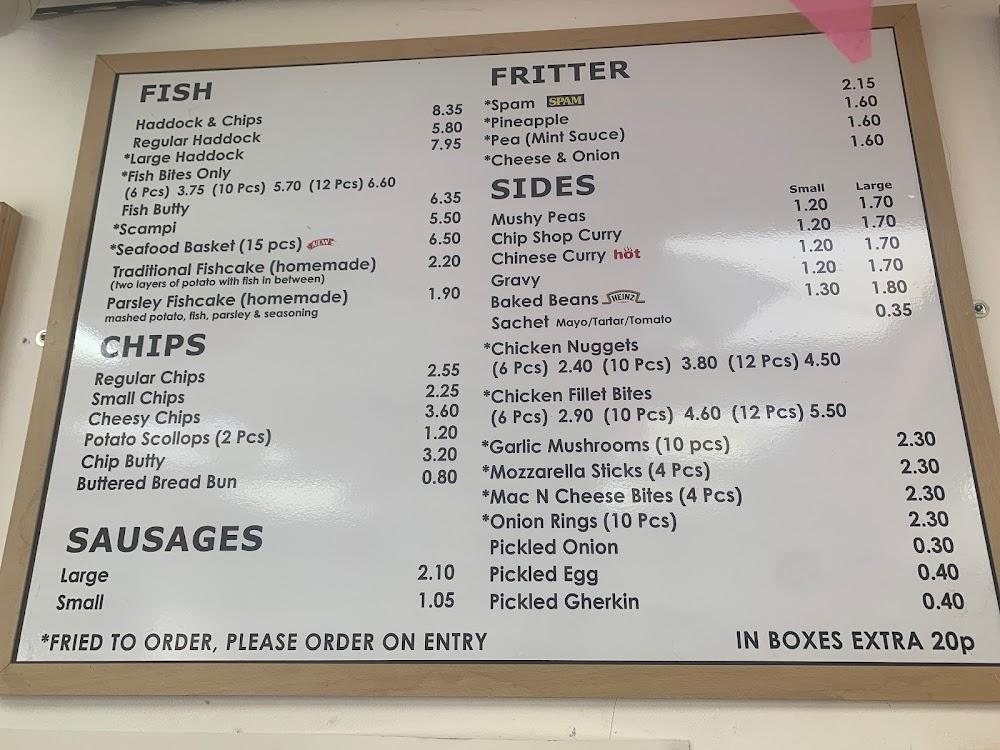 FISH
Haddock & Chips 8.35
Regular Haddock 5.80
*Large Haddock 7.95
*Fish Bites Only
(6 Pcs) 3.75 (10 Pcs) 5.70 (12 Pcs) 6.60
Fish Butty 6.35
*Scampi 5.50
*Seafood Basket (15 pcs) NEW 6.50
Traditional Fishcake (homemade) 2.20
(two layers of potato with fish in between)
Parsley Fishcake (homemade) 1.90
mashed potato, fish, parsley & seasoning
CHIPS
Regular Chips 2.55
Small Chips 2.25
Cheesy Chips 3.60
Potato Scollops (2 Pcs) 1.20
Chip Butty 3.20
Buttered Bread Bun 0.80
SAUSAGES
Large 2.10
Small 1.05
FRITTER
*Spam SPAM 2.15
*Pineapple 1.60
*Pea (Mint Sauce) 1.60
*Cheese & Onion 1.60
SIDES Small Large
Mushy Peas 1.20 1.70
Chip Shop Curry 1.20 1.70
Chinese Curry hot 1.20 1.70
Gravy 1.20 1.70
Baked Beans HEINZ 1.30 1.80
Sachet Mayo/Tartar/Tomato 0.35
*Chicken Nuggets
(6 Pcs) 2.40 (10 Pcs) 3.80 (12 Pcs) 4.50
*Chicken Fillet Bites
(6 Pcs) 2.90 (10 Pcs) 4.60 (12 Pcs) 5.50
*Garlic Mushrooms (10 pcs) 2.30
*Mozzarella Sticks (4 Pcs) 2.30
*Mac N Cheese Bites (4 Pcs) 2.30
*Onion Rings (10 Pcs) 2.30
Pickled Onion 0.30
Pickled Egg 0.40
Pickled Gherkin 0.40
*FRIED TO ORDER, PLEASE ORDER ON ENTRY
IN BOXES EXTRA 20p